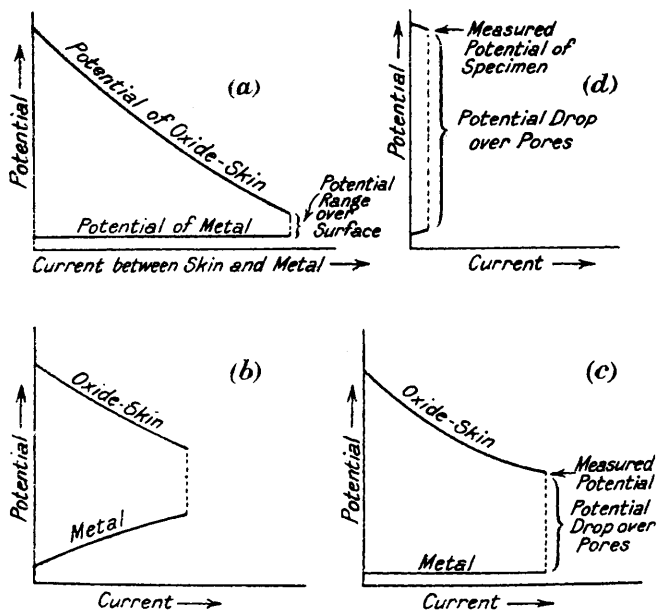 Potential
Potential of Oxide-Skin
(a)
Potential
Range
over
Surface
Potential of Metal
Current between Skin and Metal
Potential
Measured
Potential of
Specimen
(d)
Potential Drop
over Pores
Current
Potential
Oxide-Skin
(b)
Metal
Current
Potential
Oxide-Skin
(c)
Measured
Potential
Potential
Drop over
Pores
Metal
Current